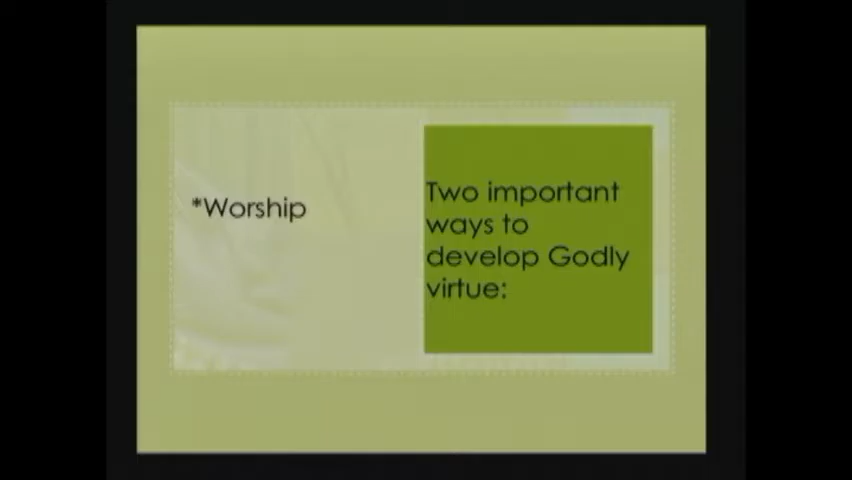 *Worship
Two important
ways to
develop Godly
virtue: